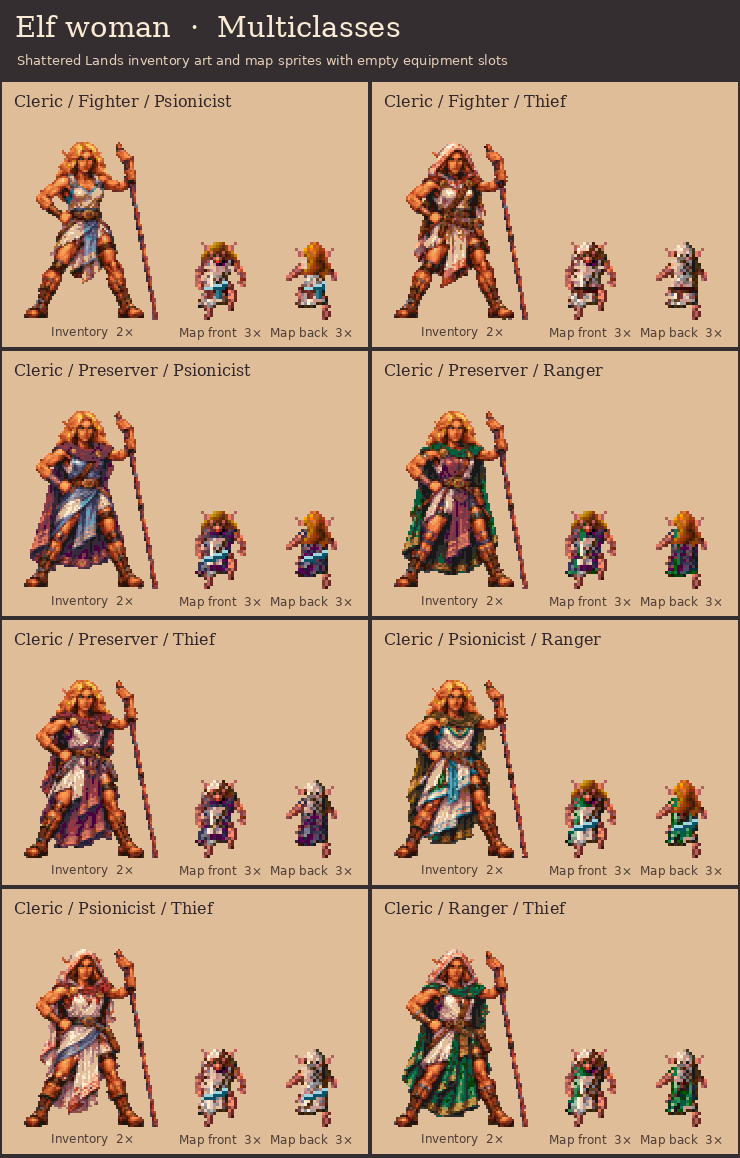 Elf woman · Multiclasses
Shattered Lands inventory art and map sprites with empty equipment slots
Cleric / Fighter / Psionicist
Inventory 2×
Map front 3×
Map back 3×
Cleric / Fighter / Thief
Inventory 2×
Map front 3×
Map back 3×
Cleric / Preserver / Psionicist
Inventory 2×
Map front 3×
Map back 3×
Cleric / Preserver / Ranger
Inventory 2×
Map front 3×
Map back 3×
Cleric / Preserver / Thief
Inventory 2×
Map front 3×
Map back 3×
Cleric / Psionicist / Ranger
Inventory 2×
Map front 3×
Map back 3×
Cleric / Psionicist / Thief
Inventory 2×
Map front 3×
Map back 3×
Cleric / Ranger / Thief
Inventory 2×
Map front 3×
Map back 3×